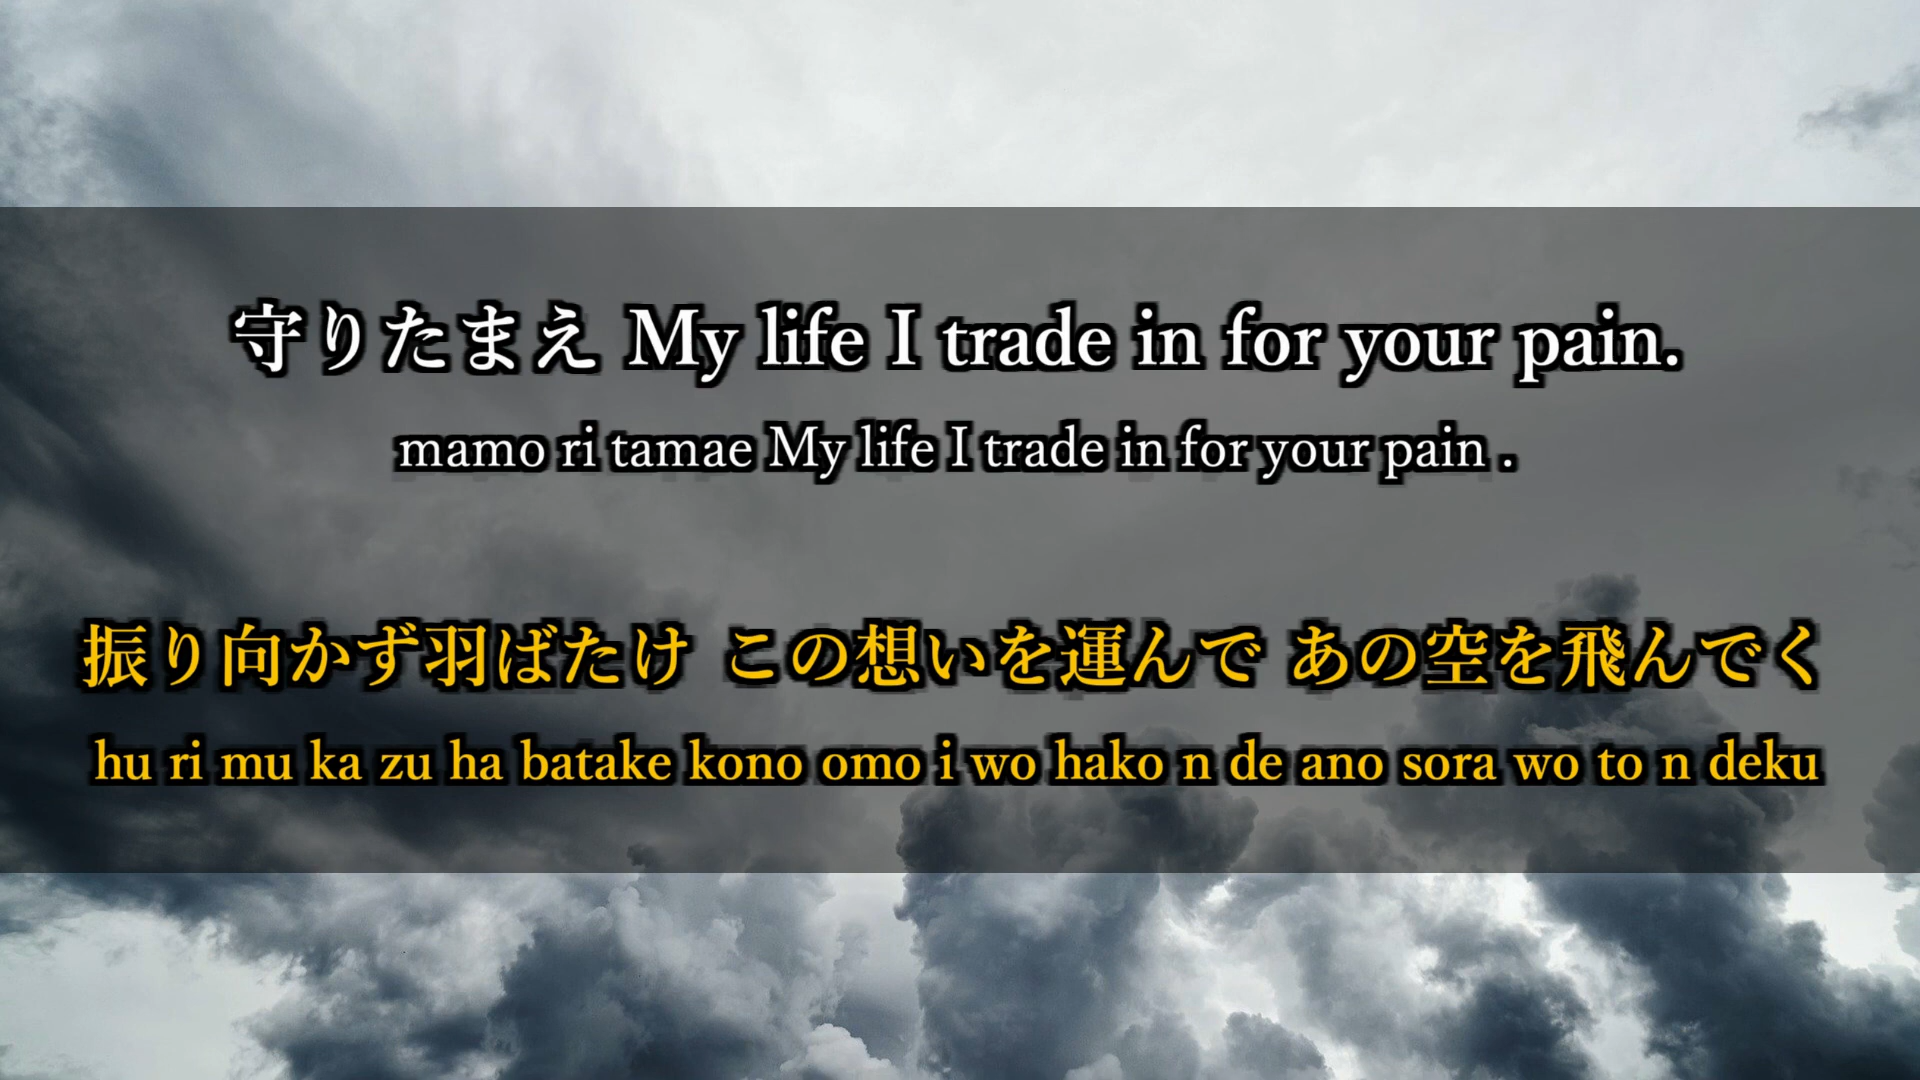 守りたまえ My life I trade in for your pain.
mamo ri tamae My life I trade in for your pain .
振り向かず羽ばたけ この想いを運んで あの空を飛んでく
hu ri mu ka zu ha batake kono omo i wo hako n de ano sora wo to n deku